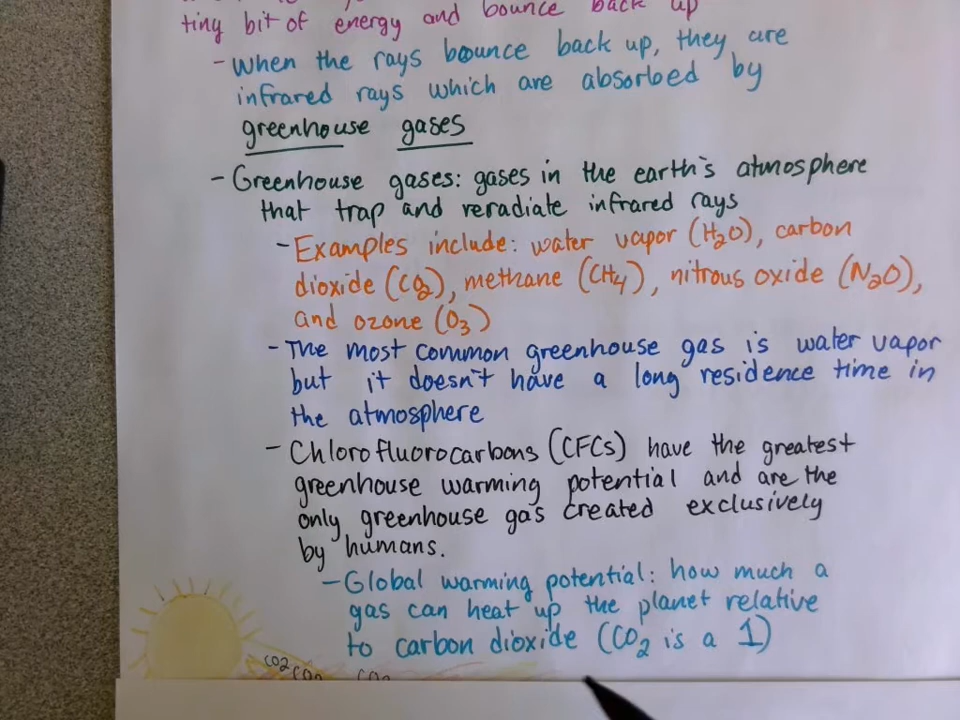 tiny bit of energy and bounce back up
- When the rays bounce back up, they are
infrared rays which are absorbed by
greenhouse gases
- Greenhouse gases: gases in the earth's atmosphere
that trap and reradiate infrared rays
- Examples include: water vapor (H₂O), carbon
dioxide (CO₂), methane (CH₄), nitrous oxide (N₂O),
and ozone (O₃)
- The most common greenhouse gas is water vapor
but it doesn't have a long residence time in
the atmosphere
- Chlorofluorocarbons (CFCs) have the greatest
greenhouse warming potential and are the
only greenhouse gas created exclusively
by humans.
- Global warming potential: how much a
gas can heat up the planet relative
to carbon dioxide (CO₂ is a 1)
CO2